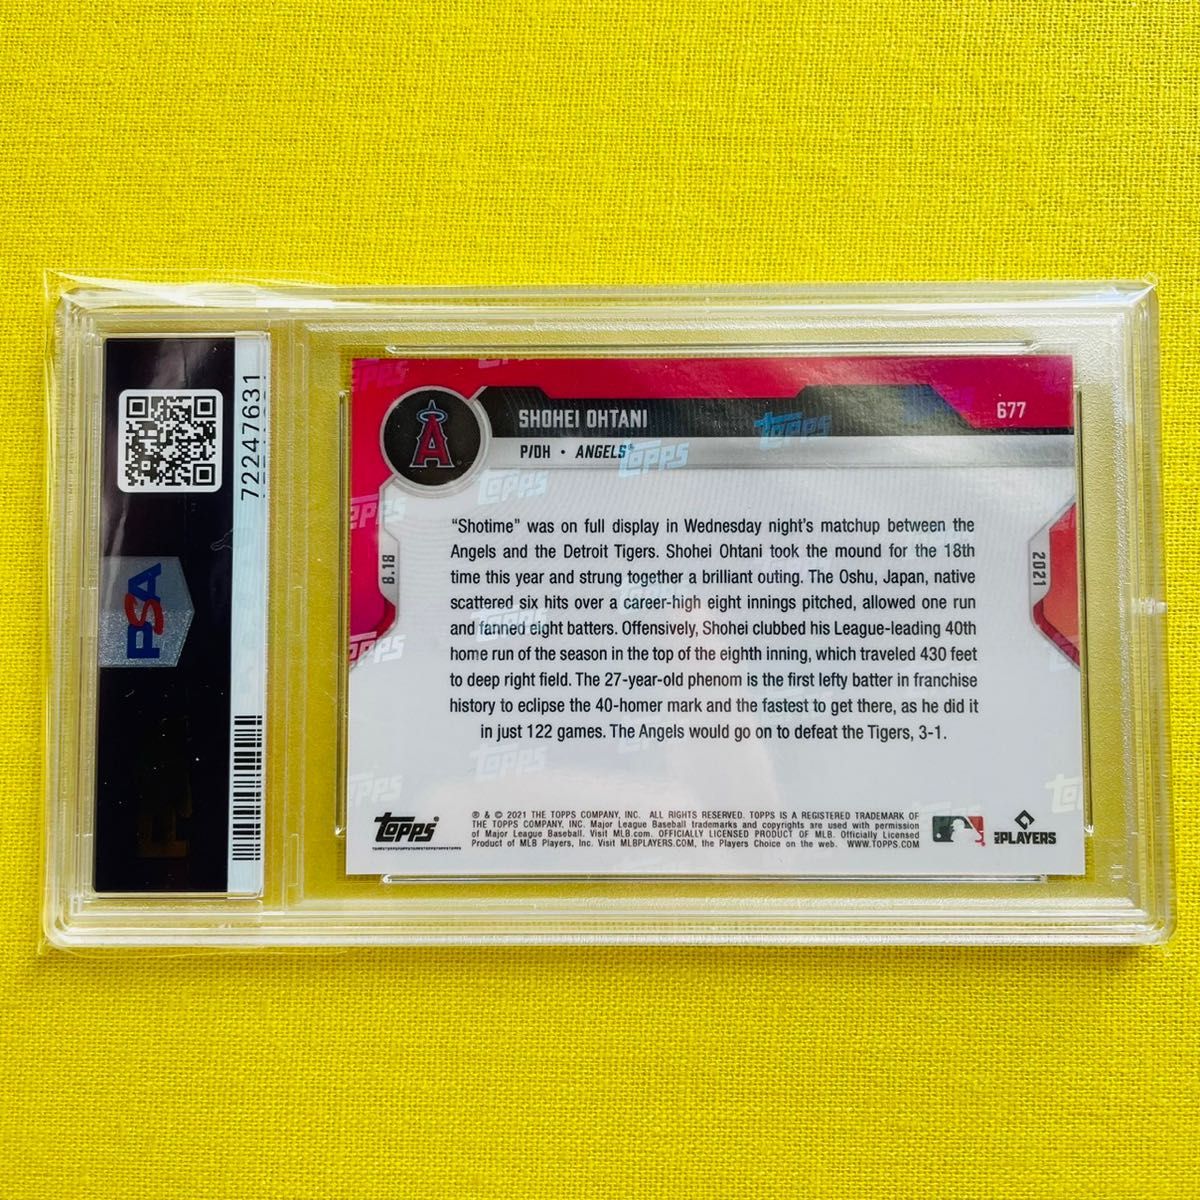 72247631
PSA
SHOHEI OHTANI
677
P/DH • ANGELS®
A
8.18
2021
"Shotime" was on full display in Wednesday night's matchup between the
Angels and the Detroit Tigers. Shohei Ohtani took the mound for the 18th
time this year and strung together a brilliant outing. The Oshu, Japan, native
scattered six hits over a career-high eight innings pitched, allowed one run
and fanned eight batters. Offensively, Shohei clubbed his League-leading 40th
home run of the season in the top of the eighth inning, which traveled 430 feet
to deep right field. The 27-year-old phenom is the first lefty batter in franchise
history to eclipse the 40-homer mark and the fastest to get there, as he did it
in just 122 games. The Angels would go on to defeat the Tigers, 3-1.
Topps
® & © 2021 THE TOPPS COMPANY, INC. ALL RIGHTS RESERVED. TOPPS IS A REGISTERED TRADEMARK OF
THE TOPPS COMPANY, INC. Major League Baseball trademarks and copyrights are used with permission
of Major League Baseball. Visit MLB.com. OFFICIALLY LICENSED PRODUCT OF MLB. Officially Licensed
Product of MLB Players, Inc. Visit MLBPLAYERS.COM, the Players Choice on the web. WWW.TOPPS.COM
MLB PLAYERS